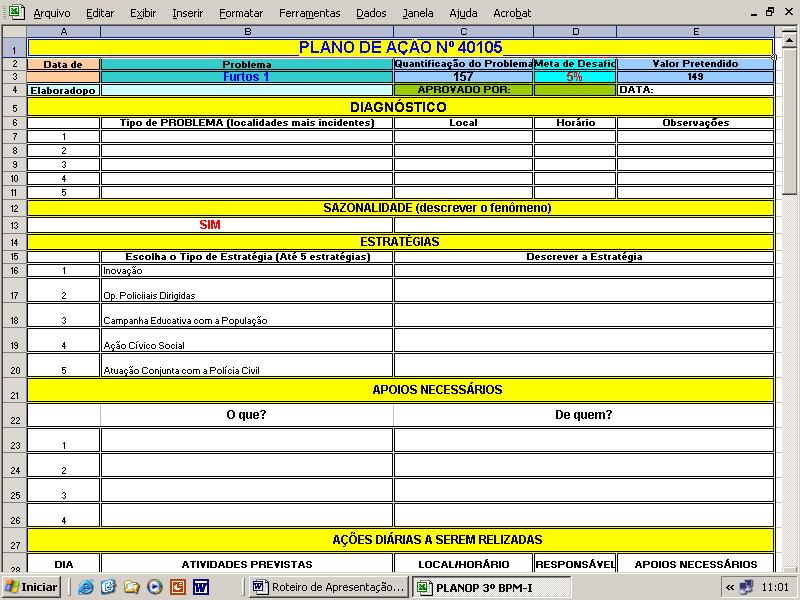 Arquivo Editar Exibir Inserir Formatar Ferramentas Dados Janela Ajuda Acrobat
A B C D E
1 PLANO DE AÇÃO Nº 40105
2 Data de Problema Quantificação do Problema Meta de Desafio Valor Pretendido
3 Furtos 1 157 5% 149
4 Elaboradopo APROVADO POR: DATA:
5 DIAGNÓSTICO
6 Tipo de PROBLEMA (localidades mais incidentes) Local Horário Observações
7 1
8 2
9 3
10 4
11 5
12 SAZONALIDADE (descrever o fenômeno)
13 SIM
14 ESTRATÉGIAS
15 Escolha o Tipo de Estratégia (Até 5 estratégias) Descrever a Estratégia
16 1 Inovação
17 2 Op. Policiiais Dirigidas
18 3 Campanha Educativa com a População
19 4 Ação Cívico Social
20 5 Atuação Conjunta com a Polícia Civil
21 APOIOS NECESSÁRIOS
22 O que? De quem?
23 1
24 2
25 3
26 4
27 AÇÕES DIÁRIAS A SEREM RELIZADAS
28 DIA ATIVIDADES PREVISTAS LOCAL/HORÁRIO RESPONSÁVEL APOIOS NECESSÁRIOS
Iniciar Roteiro de Apresentação... PLANOP 3º BPM-I 11:01